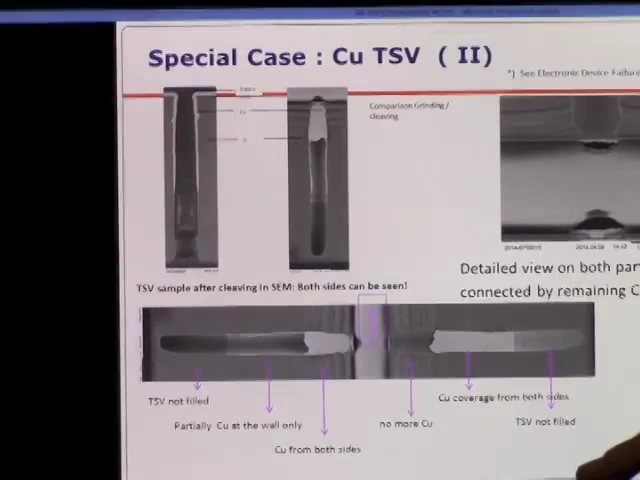 Special Case : Cu TSV ( II)
*) See Electronic Device Failure
Comparison Grinding /
cleaving
Detailed view on both par
connected by remaining C
TSV sample after cleaving in SEM: Both sides can be seen!
TSV not filled
Partially Cu at the wall only
Cu from both sides
no more Cu
Cu coverage from both sides
TSV not filled